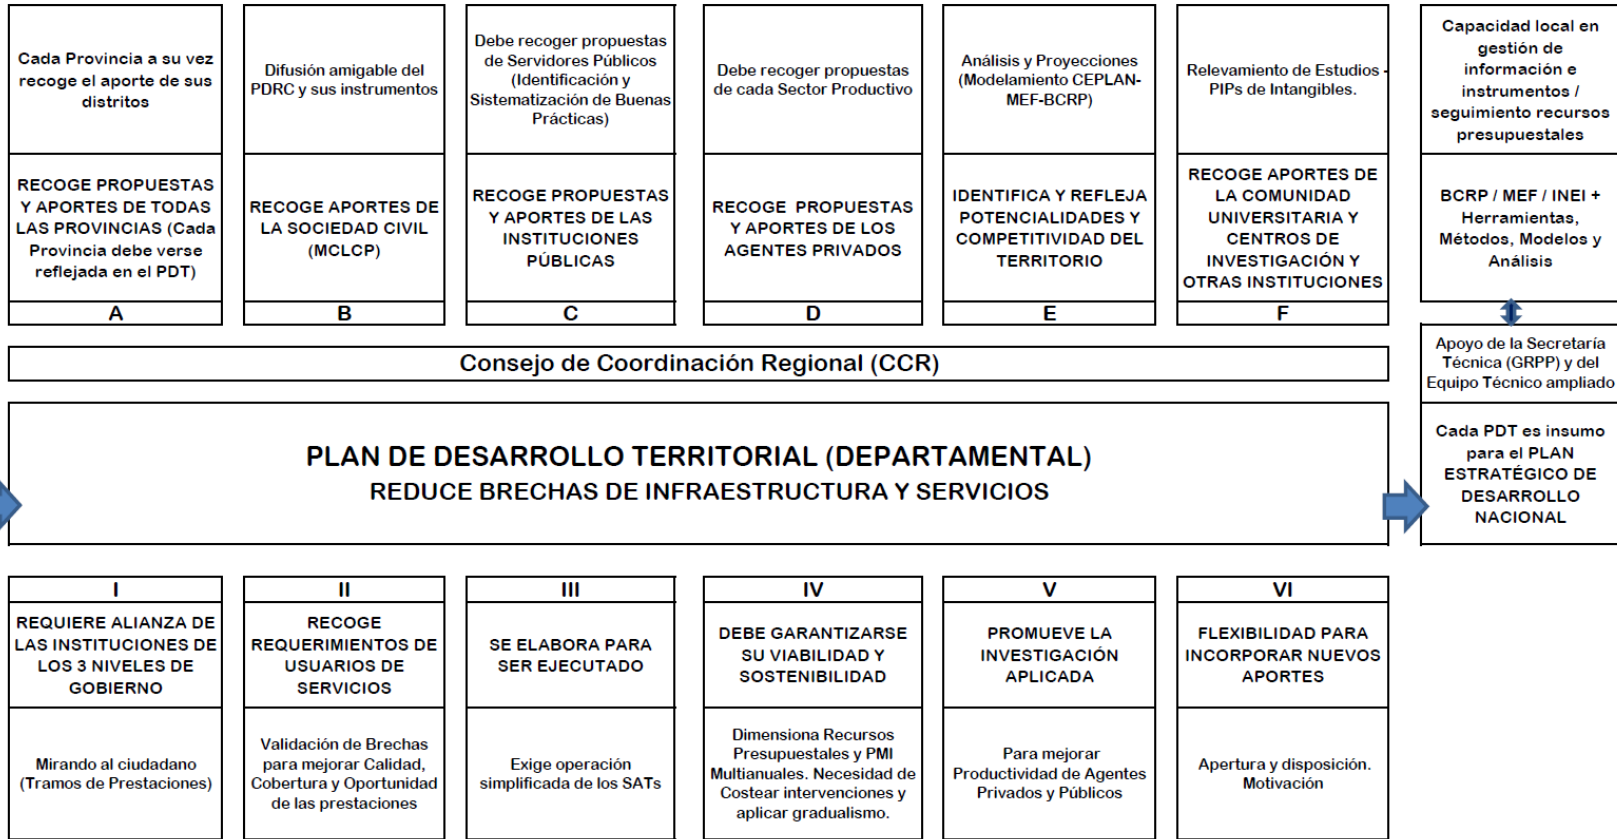 Cada Provincia a su vez
recoge el aporte de sus
distritos
RECOGE PROPUESTAS
Y APORTES DE TODAS
LAS PROVINCIAS (Cada
Provincia debe verse
reflejada en el PDT)
A
Difusión amigable del
PDRC y sus instrumentos
RECOGE APORTES DE
LA SOCIEDAD CIVIL
(MCLCP)
B
Debe recoger propuestas
de Servidores Públicos
(Identificación y
Sistematización de Buenas
Prácticas)
RECOGE PROPUESTAS
Y APORTES DE LAS
INSTITUCIONES
PÚBLICAS
C
Debe recoger propuestas
de cada Sector Productivo
RECOGE PROPUESTAS
Y APORTES DE LOS
AGENTES PRIVADOS
D
Análisis y Proyecciones
(Modelamiento CEPLAN-
MEF-BCRP)
IDENTIFICA Y REFLEJA
POTENCIALIDADES Y
COMPETITIVIDAD DEL
TERRITORIO
E
Relevamiento de Estudios -
PIPs de Intangibles.
RECOGE APORTES DE
LA COMUNIDAD
UNIVERSITARIA Y
CENTROS DE
INVESTIGACIÓN Y
OTRAS INSTITUCIONES
F
Capacidad local en
gestión de
información e
instrumentos /
seguimiento recursos
presupuestales
BCRP / MEF / INEI +
Herramientas,
Métodos, Modelos y
Análisis
Consejo de Coordinación Regional (CCR)
Apoyo de la Secretaría
Técnica (GRPP) y del
Equipo Técnico ampliado
PLAN DE DESARROLLO TERRITORIAL (DEPARTAMENTAL)
REDUCE BRECHAS DE INFRAESTRUCTURA Y SERVICIOS
Cada PDT es insumo
para el PLAN
ESTRATÉGICO DE
DESARROLLO
NACIONAL
I
REQUIERE ALIANZA DE
LAS INSTITUCIONES DE
LOS 3 NIVELES DE
GOBIERNO
Mirando al ciudadano
(Tramos de Prestaciones)
II
RECOGE
REQUERIMIENTOS DE
USUARIOS DE
SERVICIOS
Validación de Brechas
para mejorar Calidad,
Cobertura y Oportunidad
de las prestaciones
III
SE ELABORA PARA
SER EJECUTADO
Exige operación
simplificada de los SATs
IV
DEBE GARANTIZARSE
SU VIABILIDAD Y
SOSTENIBILIDAD
Dimensiona Recursos
Presupuestales y PMI
Multianuales. Necesidad de
Costear intervenciones y
aplicar gradualismo.
V
PROMUEVE LA
INVESTIGACIÓN
APLICADA
Para mejorar
Productividad de Agentes
Privados y Públicos
VI
FLEXIBILIDAD PARA
INCORPORAR NUEVOS
APORTES
Apertura y disposición.
Motivación